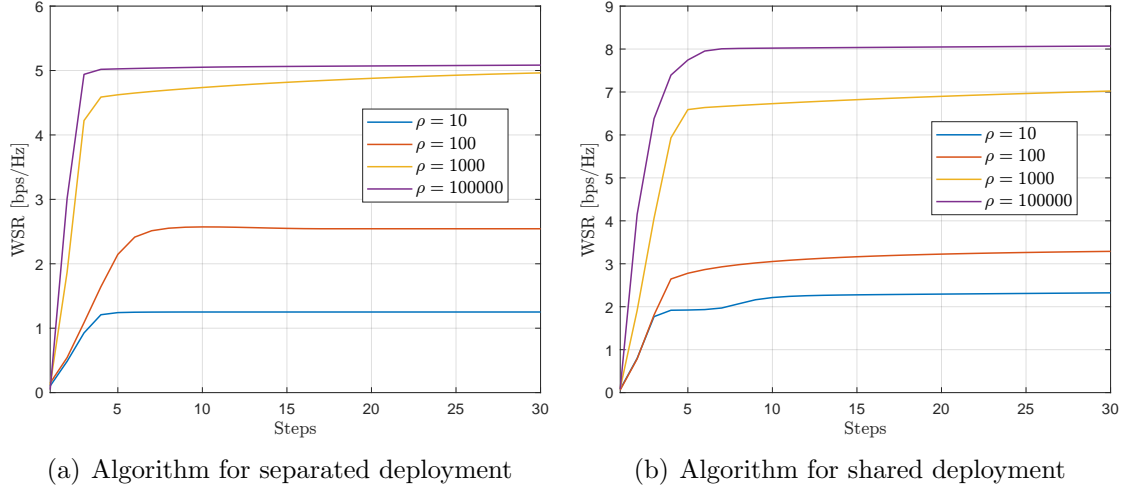 6
5
4
3
2
1
0
WSR [bps/Hz]
5
10
15
20
25
30
Steps
ρ = 10
ρ = 100
ρ = 1000
ρ = 100000
(a) Algorithm for separated deployment
9
8
7
6
5
4
3
2
1
0
WSR [bps/Hz]
5
10
15
20
25
30
Steps
ρ = 10
ρ = 100
ρ = 1000
ρ = 100000
(b) Algorithm for shared deployment